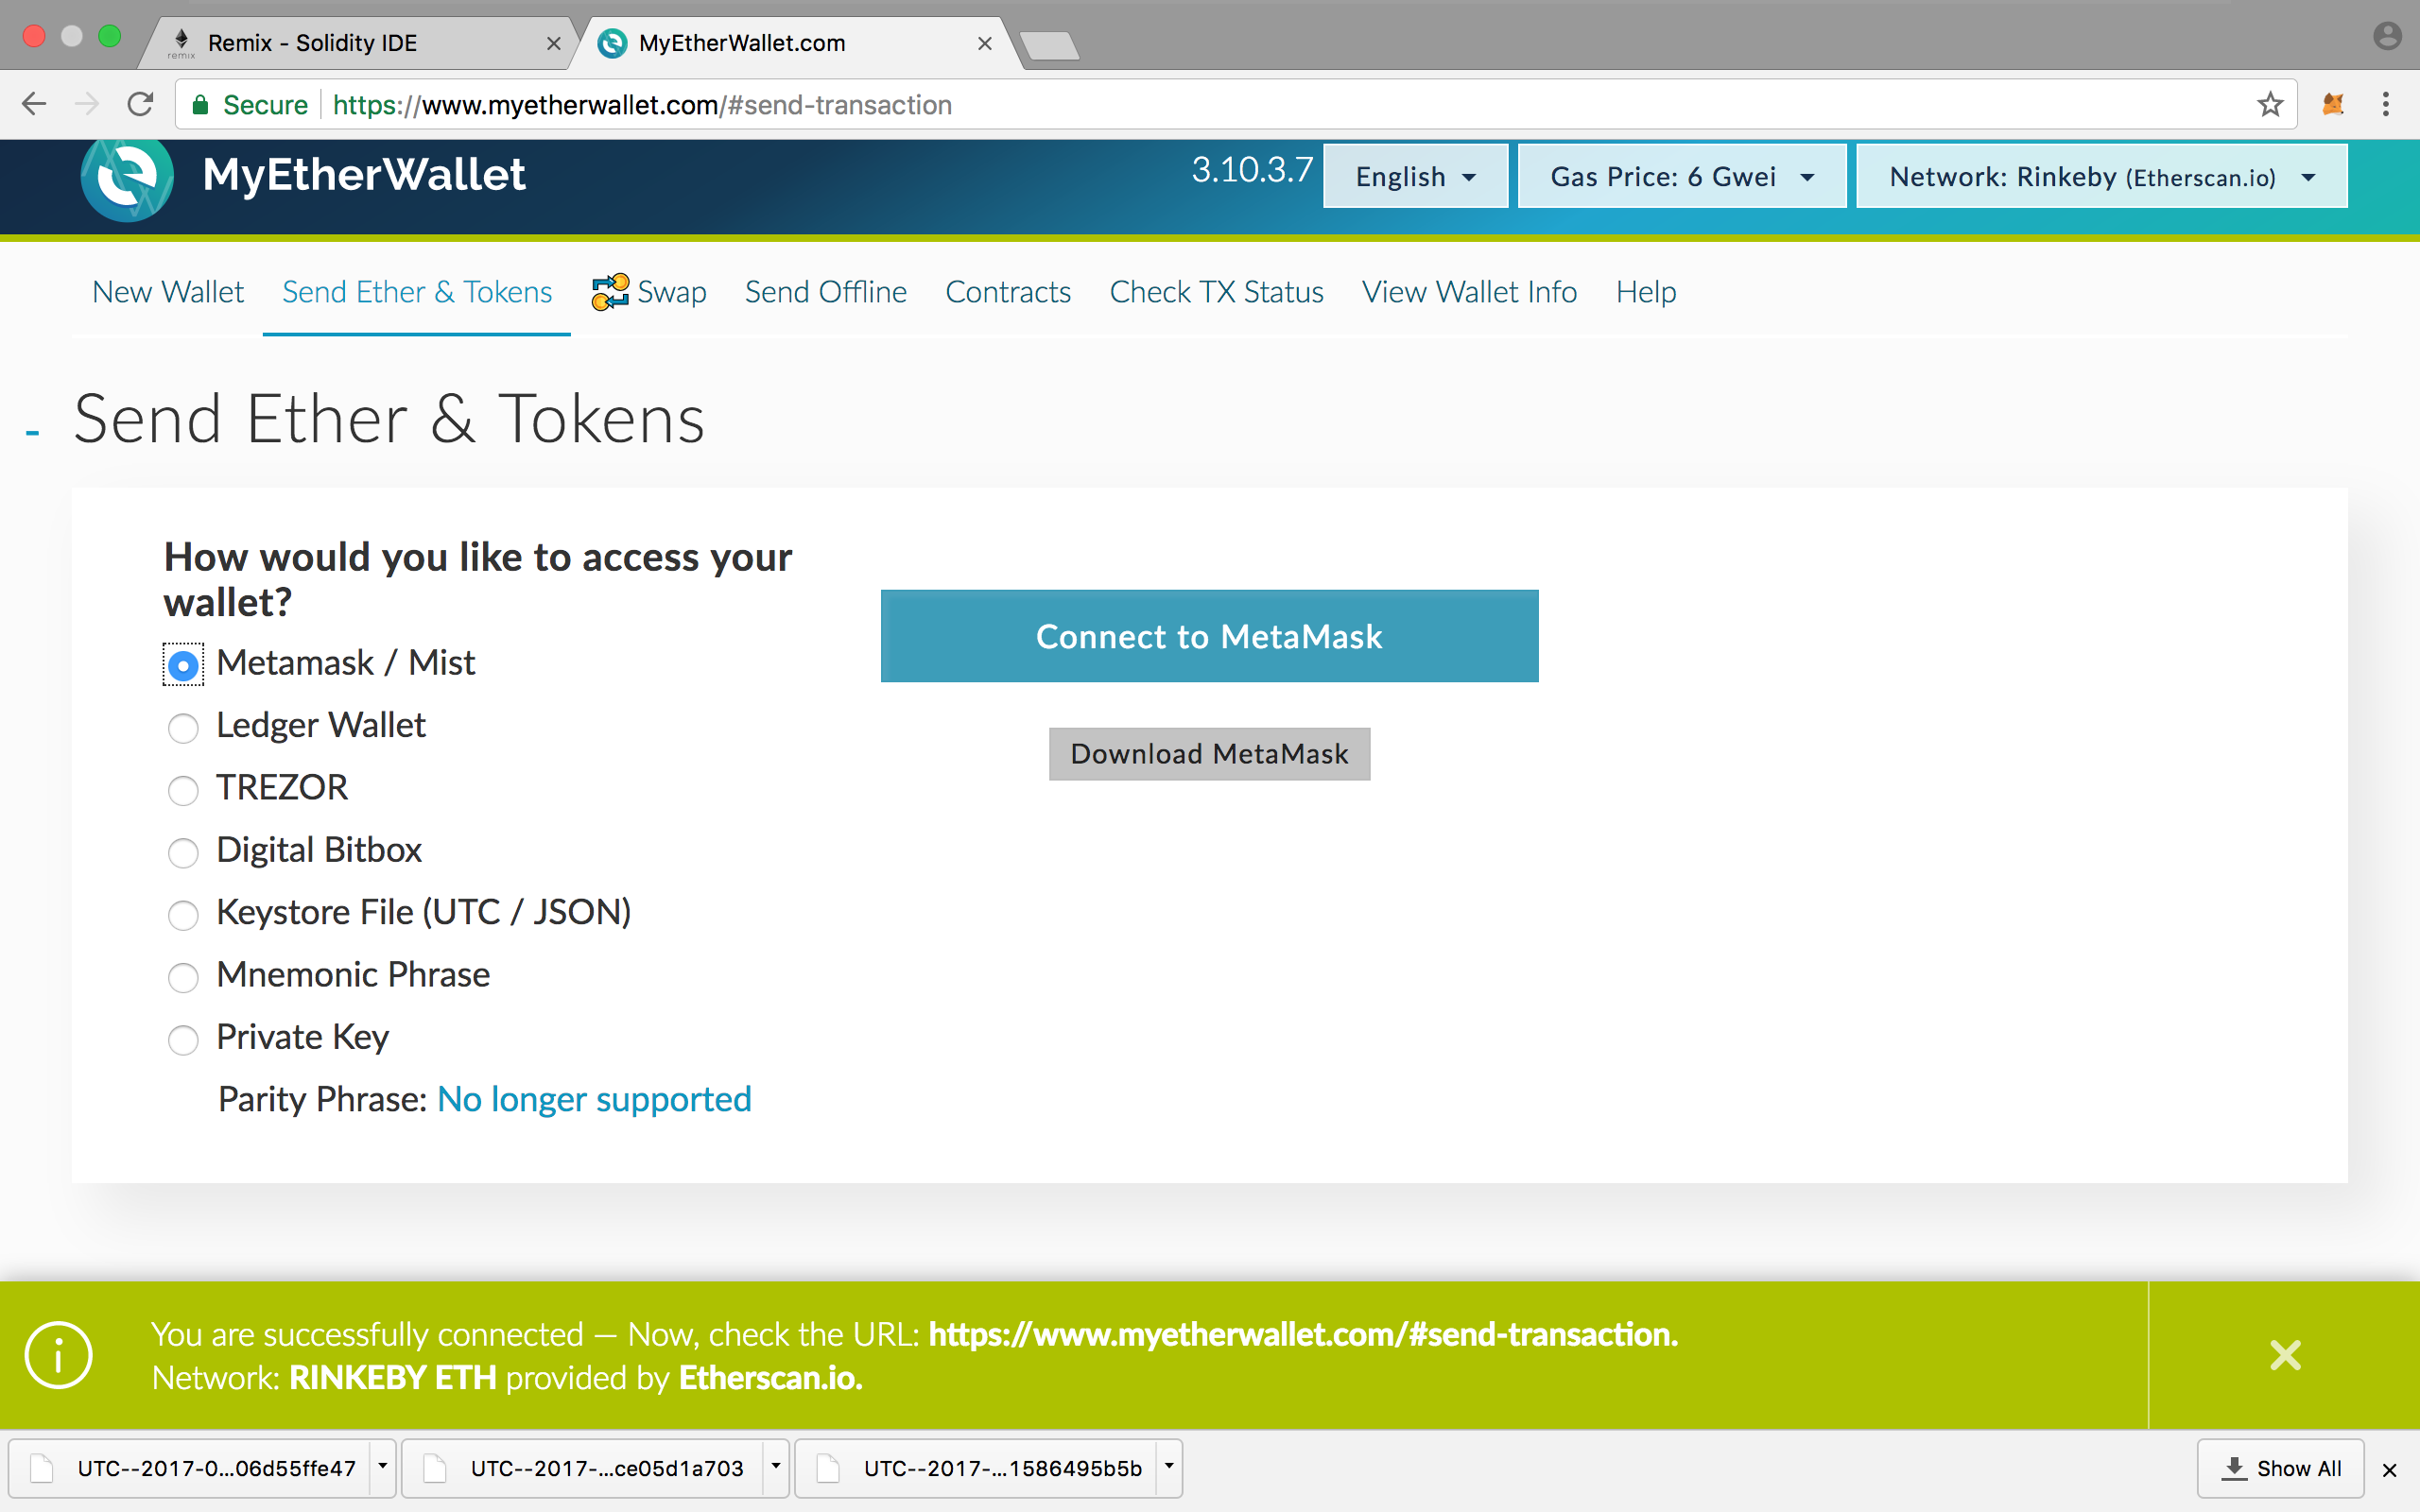 Remix - Solidity IDE
remix
MyEtherWallet.com
Secure
https://www.myetherwallet.com/#send-transaction
MyEtherWallet
3.10.3.7
English
Gas Price: 6 Gwei
Network: Rinkeby (Etherscan.io)
New Wallet
Send Ether & Tokens
Swap
Send Offline
Contracts
Check TX Status
View Wallet Info
Help
- Send Ether & Tokens
How would you like to access your
wallet?
Metamask / Mist
Ledger Wallet
TREZOR
Digital Bitbox
Keystore File (UTC / JSON)
Mnemonic Phrase
Private Key
Parity Phrase: No longer supported
Connect to MetaMask
Download MetaMask
You are successfully connected — Now, check the URL: https://www.myetherwallet.com/#send-transaction.
Network: RINKEBY ETH provided by Etherscan.io.
UTC--2017-0...06d55ffe47
UTC--2017-...ce05d1a703
UTC--2017-...1586495b5b
Show All